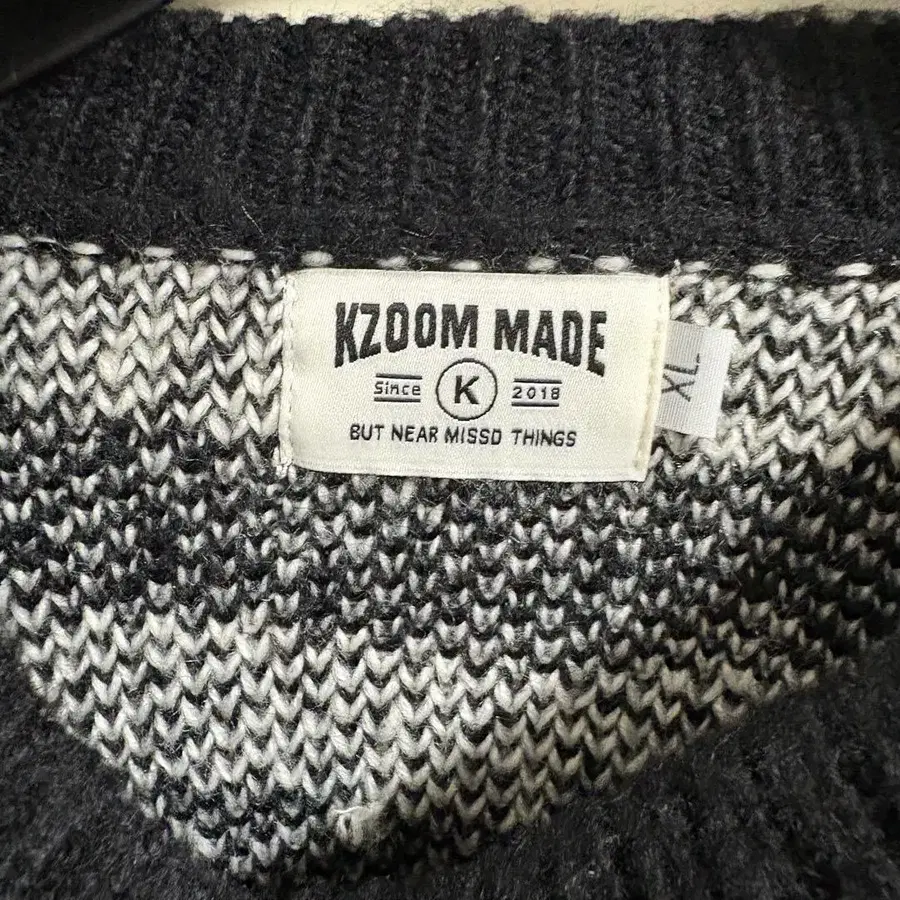 KZOOM MADE
Since K 2018
BUT NEAR MISSD THINGS
XL